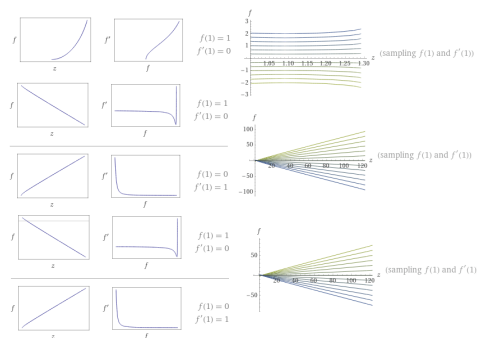 f
f
f'
f(1) = 1
f'(1) = 0
z
f
3
2
1
-1
-2
-3
1.05 1.10 1.15 1.20 1.25 1.30
z
(sampling f(1) and f'(1))
f
f'
f(1) = 1
f'(1) = 0
z
f
f
100
50
-50
-100
20 40 60 80 100 120
z
(sampling f(1) and f'(1))
f
f'
f(1) = 0
f'(1) = 1
z
f
f
f'
f(1) = 1
f'(1) = 0
z
f
f
50
-50
20 40 60 80 100 120
z
(sampling f(1) and f'(1)
f
f'
f(1) = 0
f'(1) = 1
z
f